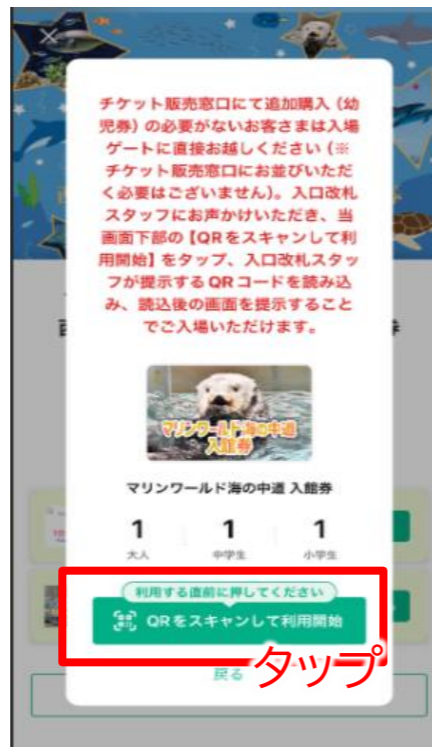 チケット販売窓口にて追加購入（幼
児券）の必要がないお客さまは入場
ゲートに直接お越しください（※
チケット販売窓口にお並びいただ
く必要はございません）。入口改札
スタッフにお声かけいただき、当
画面下部の【QRをスキャンして利
用開始】をタップ、入口改札スタッ
フが提示するQRコードを読み込
み、読込後の画面を提示すること
でご入場いただけます。
マリンワールド海の中道
入館券
マリンワールド海の中道 入館券
1 1 1
大人 中学生 小学生
利用する直前に押してください
QRをスキャンして利用開始
戻る
タップ